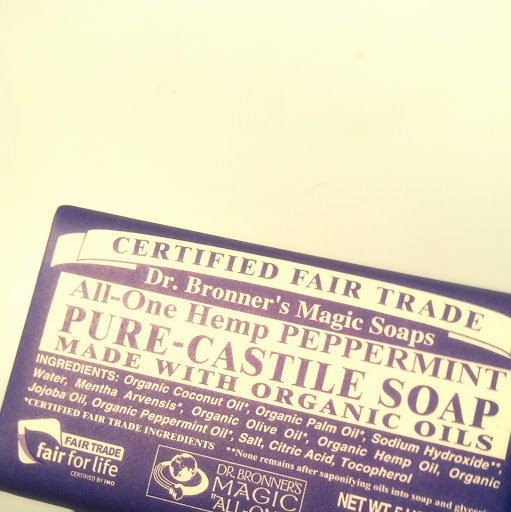 CERTIFIED FAIR TRADE
Dr. Bronner's Magic Soaps
All-One Hemp PEPPERMINT
PURE-CASTILE SOAP
MADE WITH ORGANIC OILS
INGREDIENTS: Organic Coconut Oil*, Organic Palm Oil*, Sodium Hydroxide**,
Water, Mentha Arvensis*, Organic Olive Oil*, Organic Hemp Oil, Organic
Jojoba Oil, Organic Peppermint Oil*, Salt, Citric Acid, Tocopherol
*CERTIFIED FAIR TRADE INGREDIENTS **None remains after saponifying oils into soap and
FAIR TRADE
fair for life
CERTIFIED BY IMO
DR. BRONNER'S
MAGIC
"ALL-ON
NET WT.